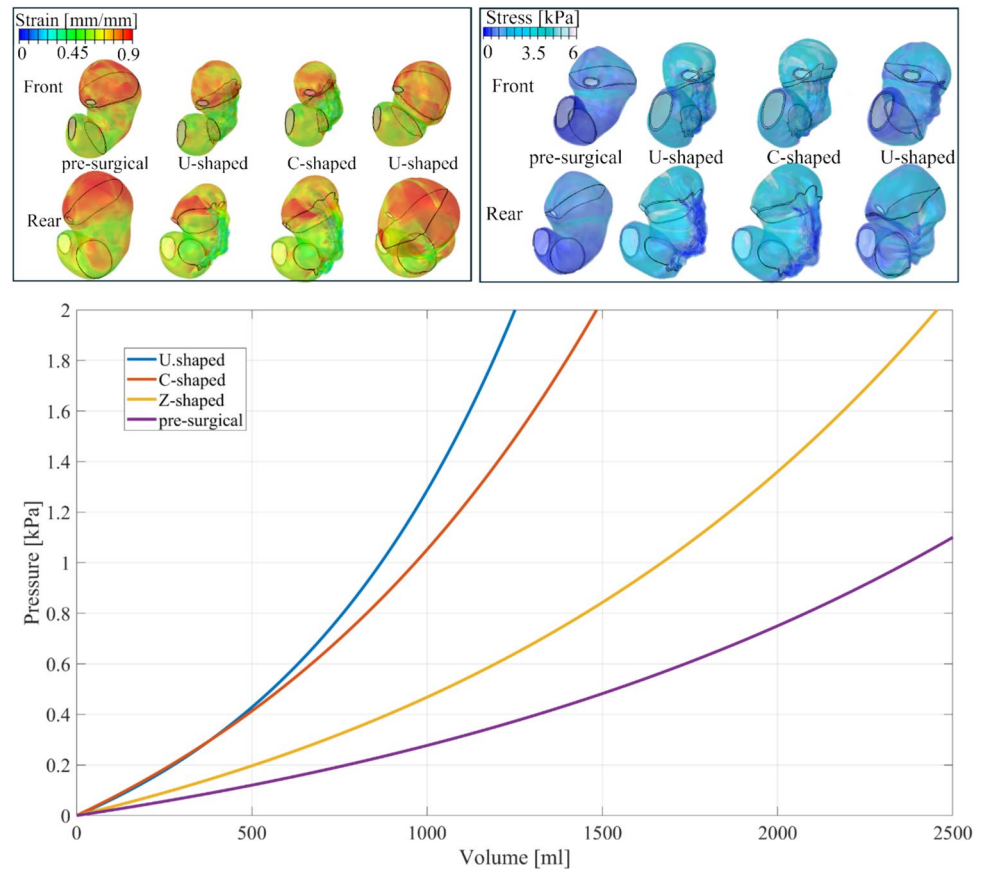 Strain [mm/mm]
0 0.45 0.9
Front
pre-surgical U-shaped C-shaped U-shaped
Rear
Stress [kPa]
0 3.5 6
Front
pre-surgical U-shaped C-shaped U-shaped
Rear
2
1.8
1.6
1.4
1.2
1
0.8
0.6
0.4
0.2
0
Pressure [kPa]
U.shaped
C-shaped
Z-shaped
pre-surgical
0 500 1000 1500 2000 2500
Volume [ml]